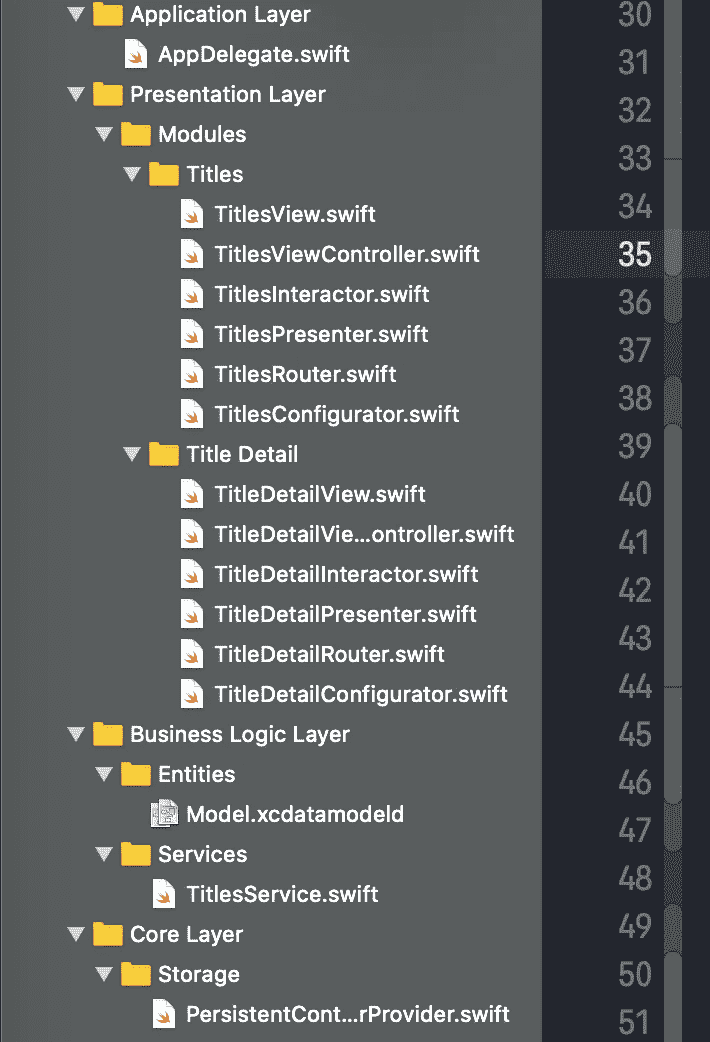 Application Layer
AppDelegate.swift
Presentation Layer
Modules
Titles
TitlesView.swift
TitlesViewController.swift
TitlesInteractor.swift
TitlesPresenter.swift
TitlesRouter.swift
TitlesConfigurator.swift
Title Detail
TitleDetailView.swift
TitleDetailVie...ontroller.swift
TitleDetailInteractor.swift
TitleDetailPresenter.swift
TitleDetailRouter.swift
TitleDetailConfigurator.swift
Business Logic Layer
Entities
Model.xcdatamodeld
Services
TitlesService.swift
Core Layer
Storage
PersistentCont...rProvider.swift
30
31
32
33
34
35
36
37
38
39
40
41
42
43
44
45
46
47
48
49
50
51